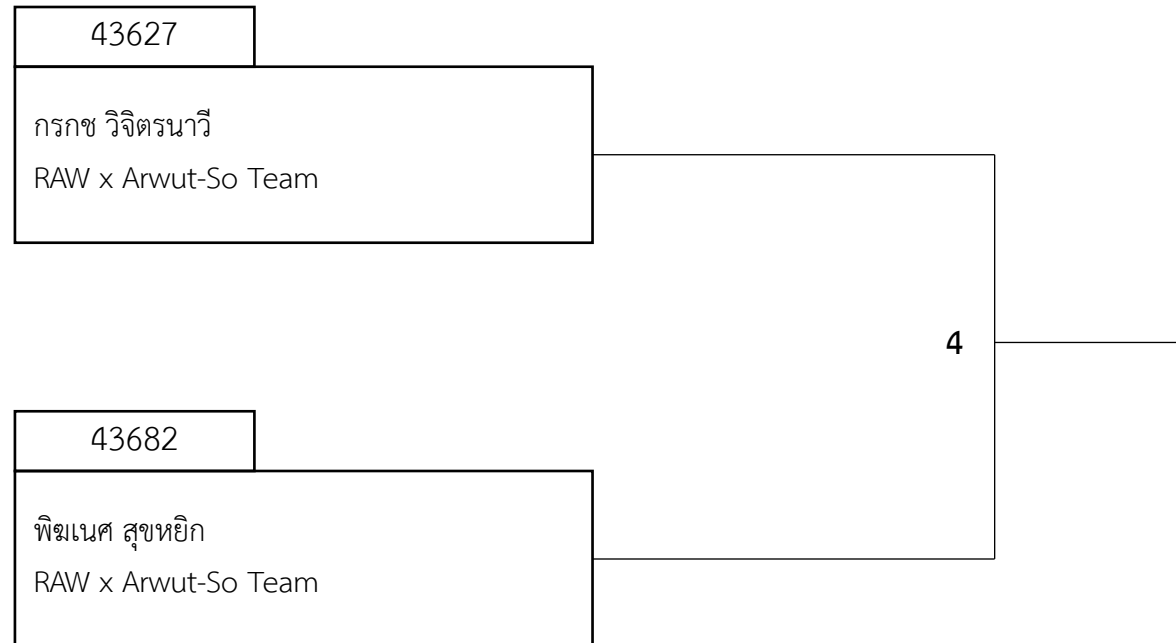 43627
กรกช วิจิตรนาวี
RAW x Arwut-So Team
4
43682
พิฆเนศ สุขหยิก
RAW x Arwut-So Team